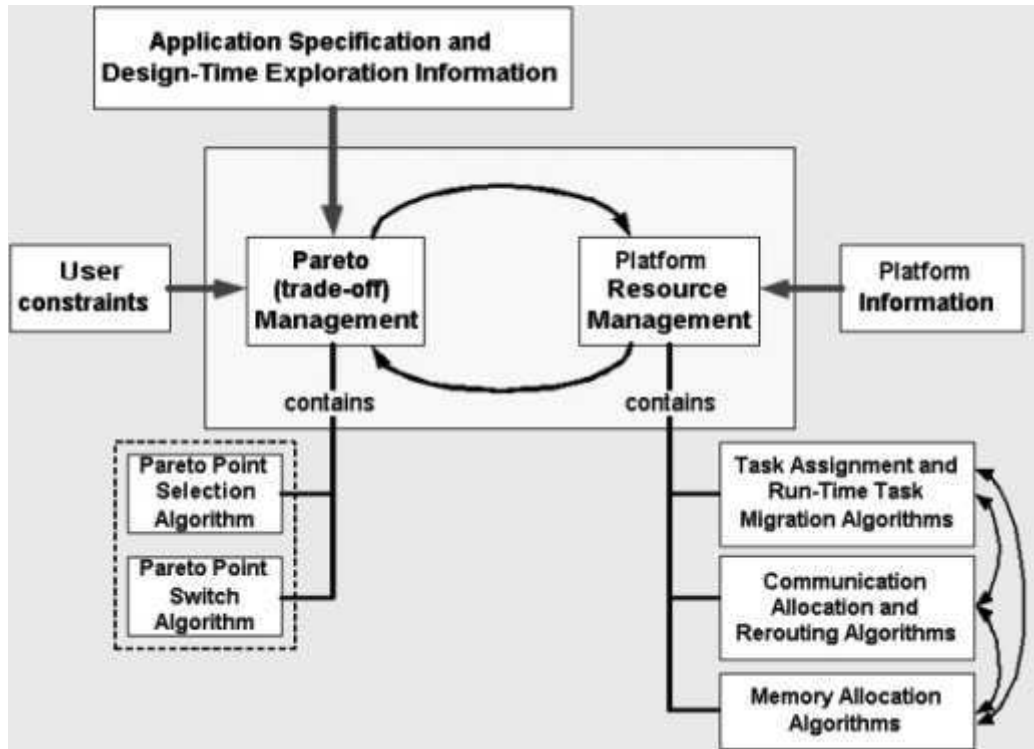 Application Specification and
Design-Time Exploration Information
User
constraints
Pareto
(trade-off)
Management
Platform
Resource
Management
Platform
Information
contains
contains
Pareto Point
Selection
Algorithm
Pareto Point
Switch
Algorithm
Task Assignment and
Run-Time Task
Migration Algorithms
Communication
Allocation and
Rerouting Algorithms
Memory Allocation
Algorithms